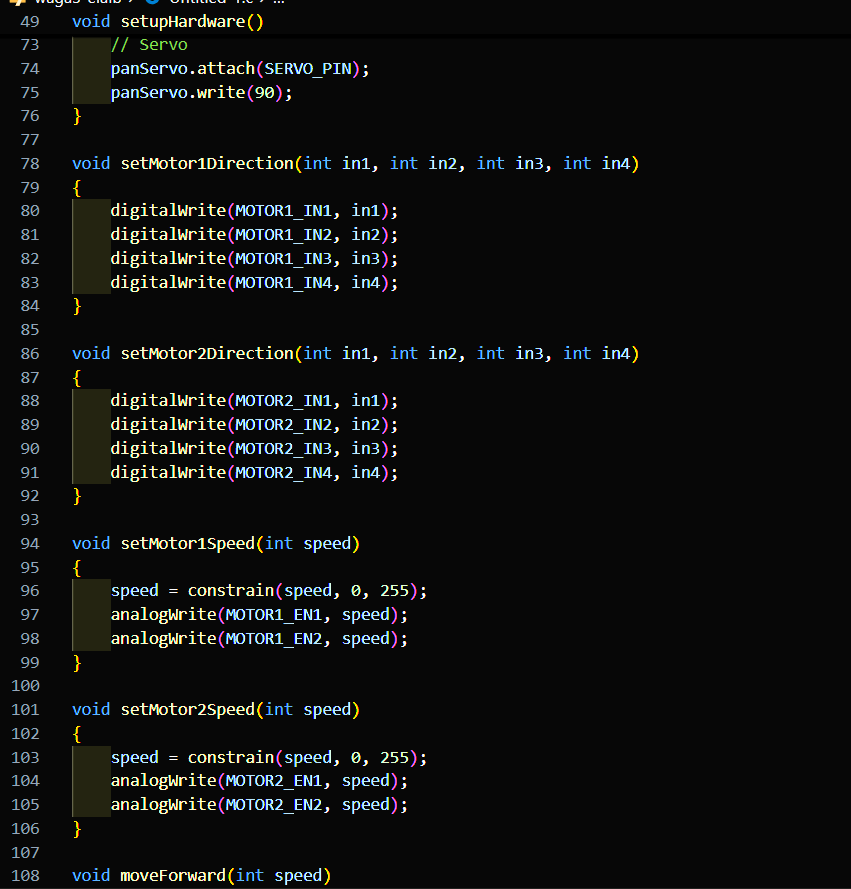 49 void setupHardware()
73     // Servo
74     panServo.attach(SERVO_PIN);
75     panServo.write(90);
76 }
77
78 void setMotor1Direction(int in1, int in2, int in3, int in4)
79 {
80     digitalWrite(MOTOR1_IN1, in1);
81     digitalWrite(MOTOR1_IN2, in2);
82     digitalWrite(MOTOR1_IN3, in3);
83     digitalWrite(MOTOR1_IN4, in4);
84 }
85
86 void setMotor2Direction(int in1, int in2, int in3, int in4)
87 {
88     digitalWrite(MOTOR2_IN1, in1);
89     digitalWrite(MOTOR2_IN2, in2);
90     digitalWrite(MOTOR2_IN3, in3);
91     digitalWrite(MOTOR2_IN4, in4);
92 }
93
94 void setMotor1Speed(int speed)
95 {
96     speed = constrain(speed, 0, 255);
97     analogWrite(MOTOR1_EN1, speed);
98     analogWrite(MOTOR1_EN2, speed);
99 }
100
101 void setMotor2Speed(int speed)
102 {
103     speed = constrain(speed, 0, 255);
104     analogWrite(MOTOR2_EN1, speed);
105     analogWrite(MOTOR2_EN2, speed);
106 }
107
108 void moveForward(int speed)